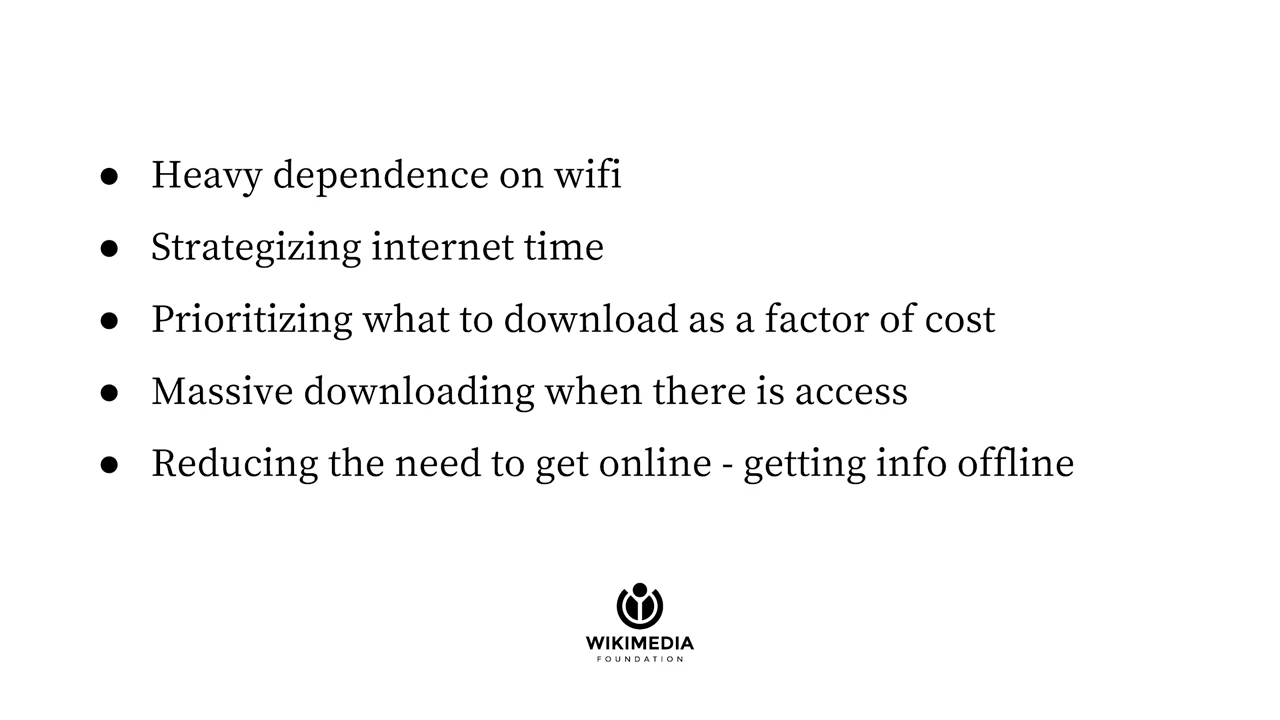 ● Heavy dependence on wifi
● Strategizing internet time
● Prioritizing what to download as a factor of cost
● Massive downloading when there is access
● Reducing the need to get online - getting info offline
WIKIMEDIA
FOUNDATION